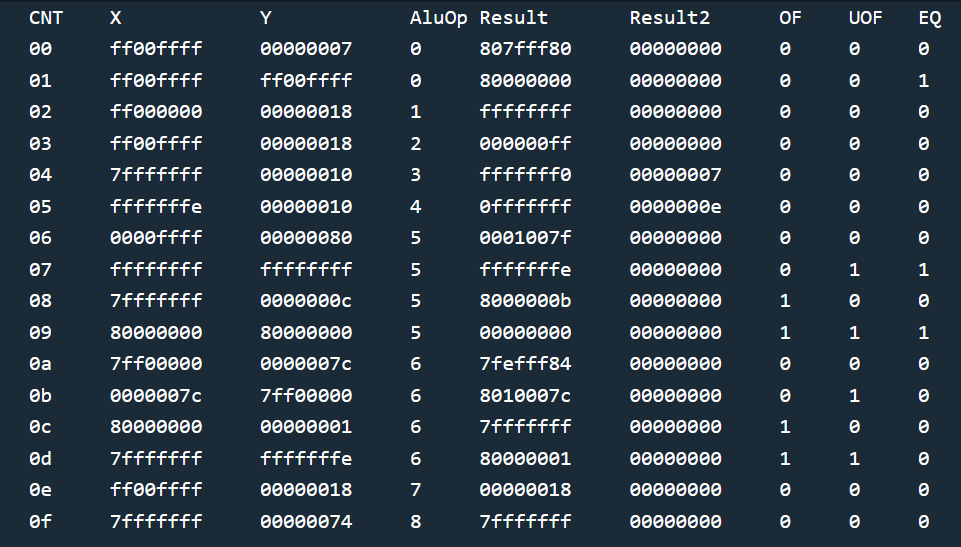 CNT X Y AluOp Result Result2 OF UOF EQ
00 ff00ffff 00000007 0 807fff80 00000000 0 0 0
01 ff00ffff ff00ffff 0 80000000 00000000 0 0 1
02 ff000000 00000018 1 ffffffff 00000000 0 0 0
03 ff00ffff 00000018 2 000000ff 00000000 0 0 0
04 7fffffff 00000010 3 fffffff0 00000007 0 0 0
05 fffffffe 00000010 4 0fffffff 0000000e 0 0 0
06 0000ffff 00000080 5 0001007f 00000000 0 0 0
07 ffffffff ffffffff 5 fffffffe 00000000 0 1 1
08 7fffffff 0000000c 5 8000000b 00000000 1 0 0
09 80000000 80000000 5 00000000 00000000 1 1 1
0a 7ff00000 0000007c 6 7fefff84 00000000 0 0 0
0b 0000007c 7ff00000 6 8010007c 00000000 0 1 0
0c 80000000 00000001 6 7fffffff 00000000 1 0 0
0d 7fffffff fffffffe 6 80000001 00000000 1 1 0
0e ff00ffff 00000018 7 00000018 00000000 0 0 0
0f 7fffffff 00000074 8 7fffffff 00000000 0 0 0